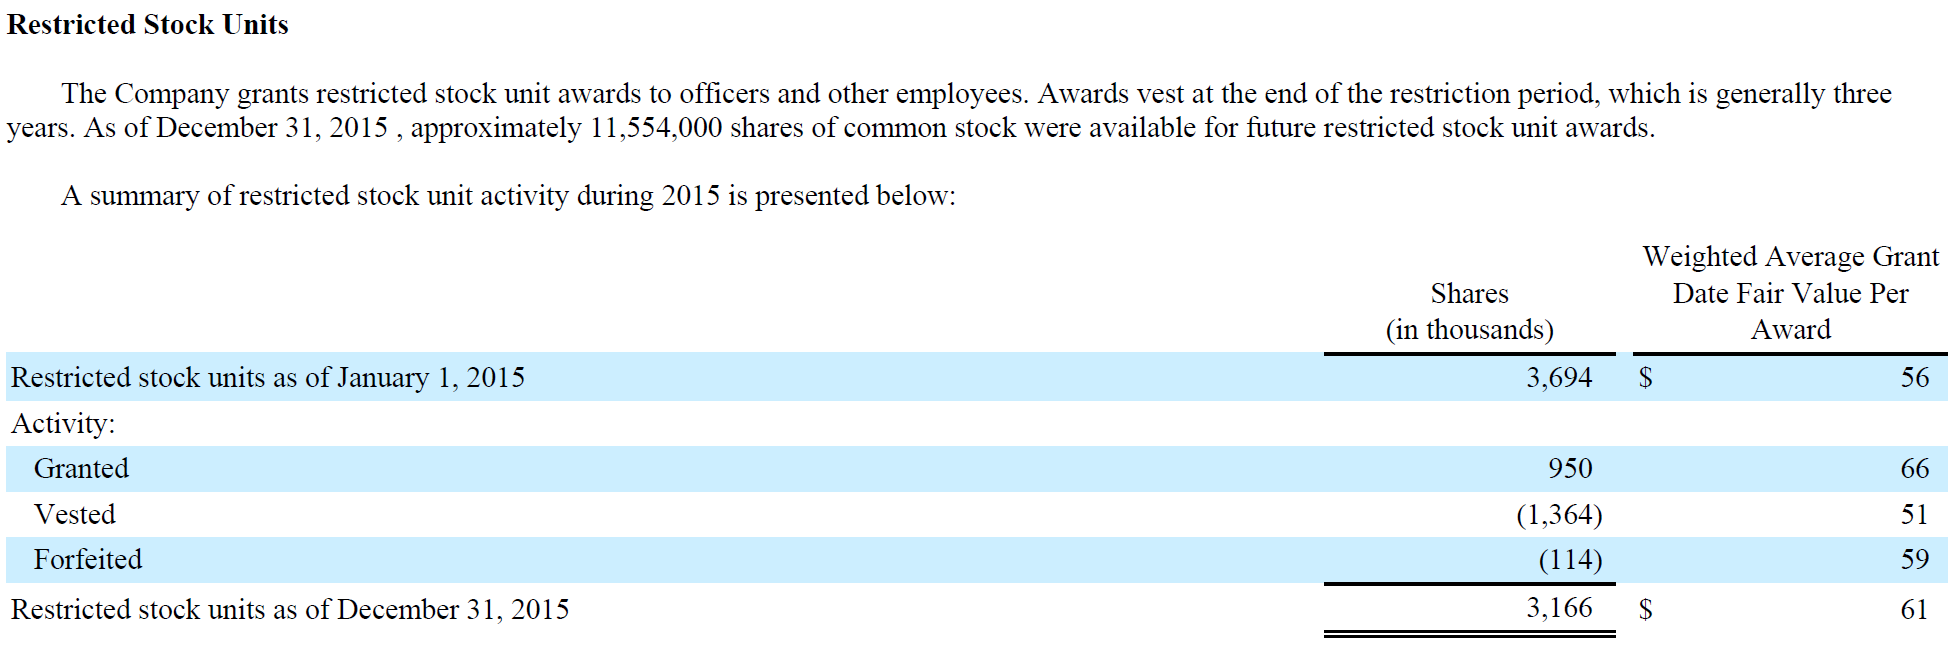 Restricted Stock Units
The Company grants restricted stock unit awards to officers and other employees. Awards vest at the end of the restriction period, which is generally three
years. As of December 31, 2015 , approximately 11,554,000 shares of common stock were available for future restricted stock unit awards.
A summary of restricted stock unit activity during 2015 is presented below:
Shares
(in thousands)
Weighted Average Grant
Date Fair Value Per
Award
Restricted stock units as of January 1, 2015 3,694 $ 56
Activity:
Granted 950 66
Vested (1,364) 51
Forfeited (114) 59
Restricted stock units as of December 31, 2015 3,166 $ 61